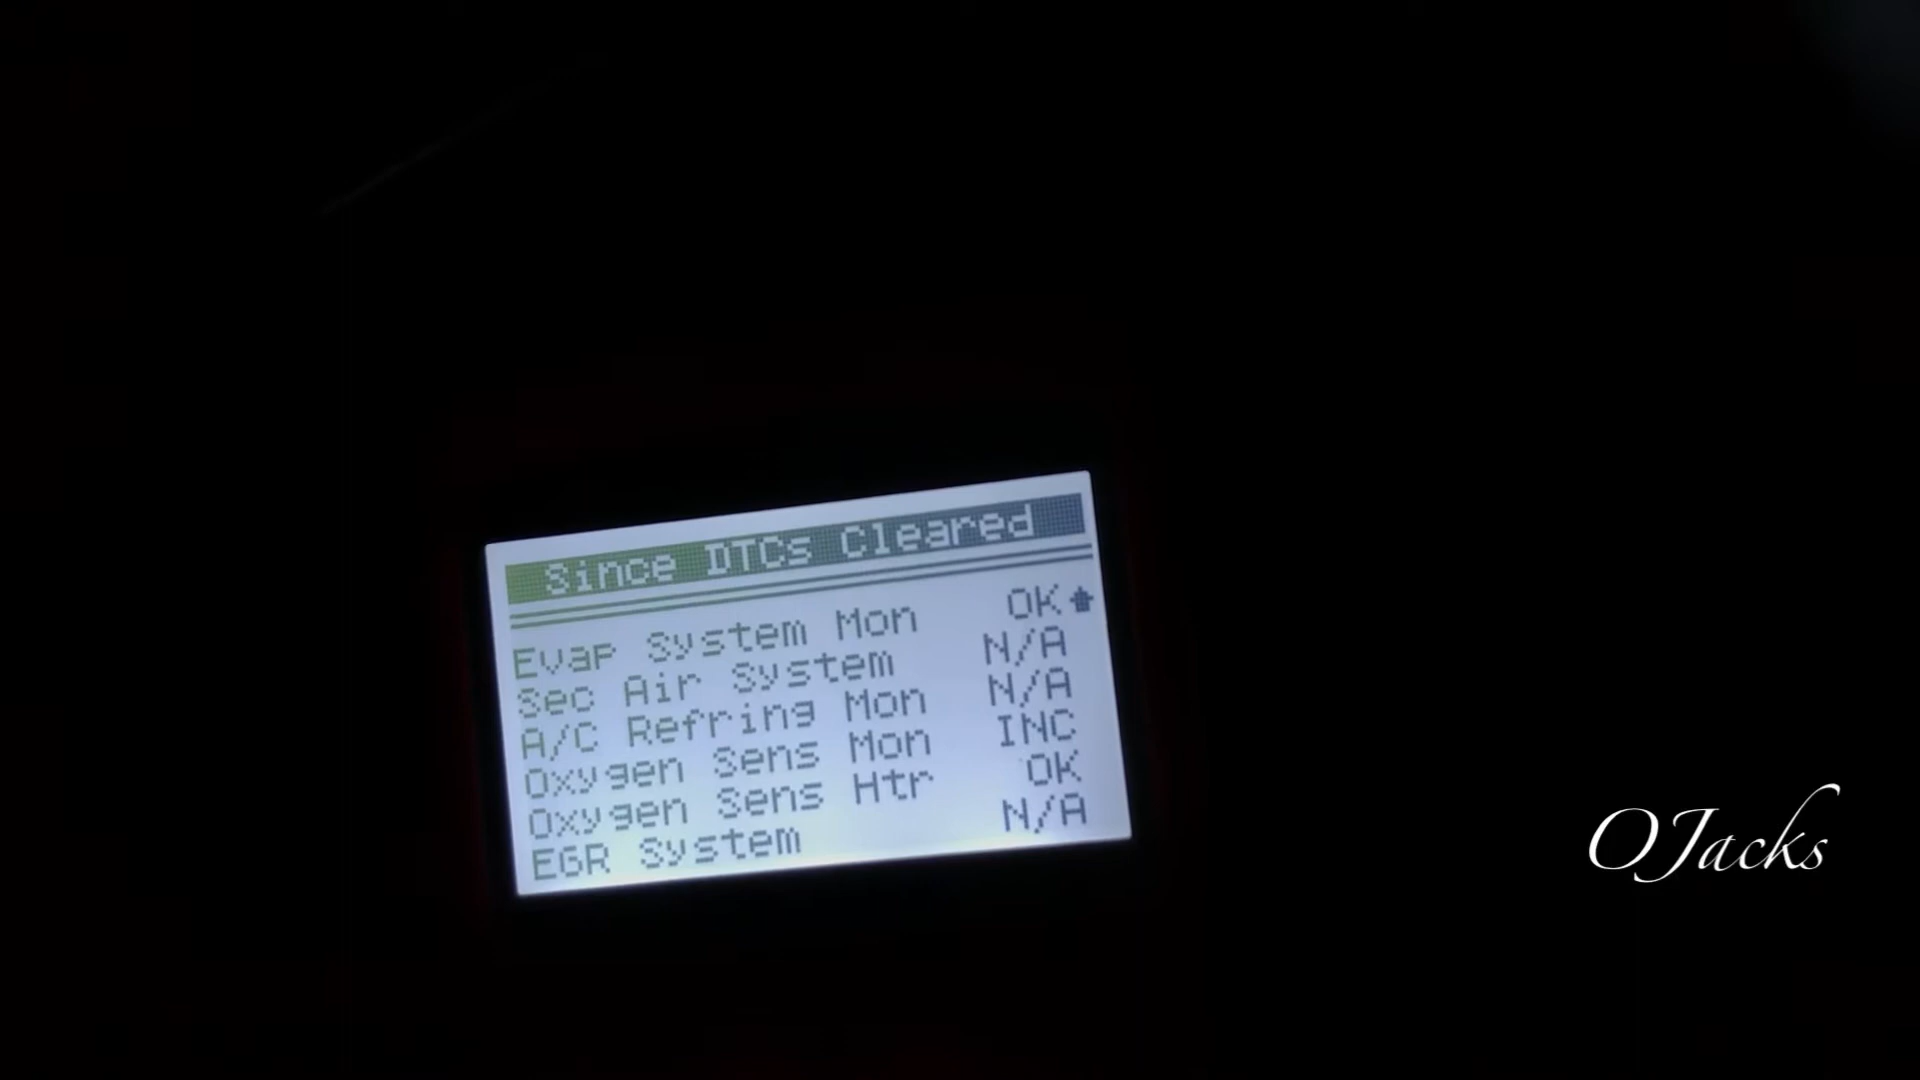 Since DTCs Cleared
Evap System Mon OK
Sec Air System N/A
A/C Refring Mon N/A
Oxygen Sens Mon INC
Oxygen Sens Htr OK
EGR System N/A
OJacks